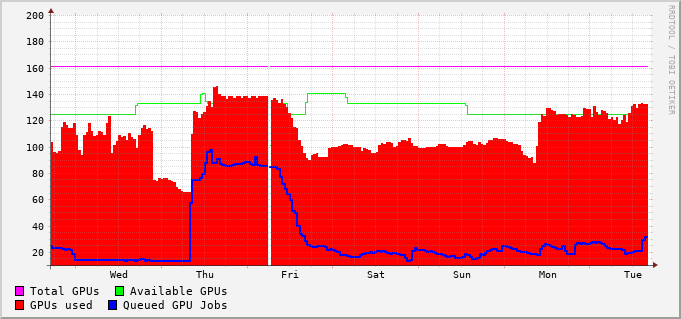 200
180
160
140
120
100
80
60
40
20
Wed Thu Fri Sat Sun Mon Tue
Total GPUs Available GPUs
GPUs used Queued GPU Jobs
RRDTOOL / TOBI OETIKER